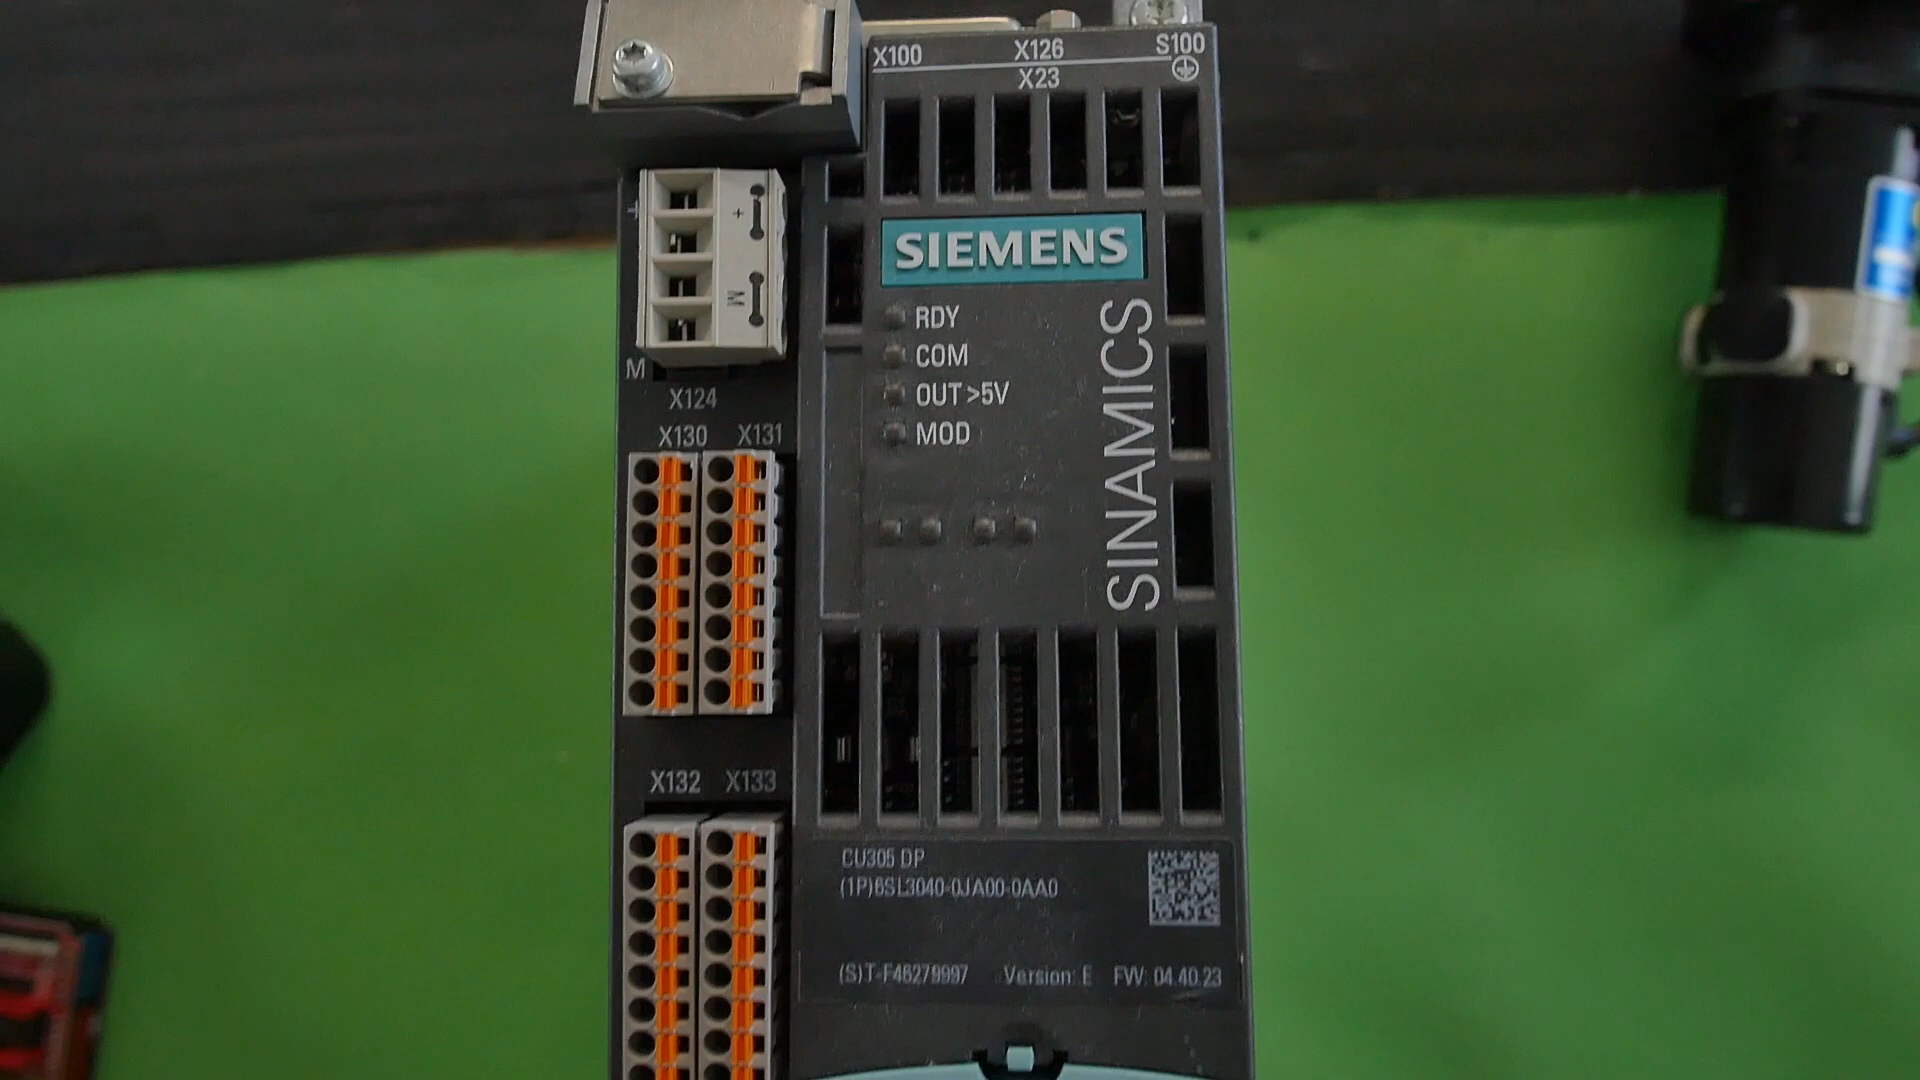 X100 X126 S100
X23
SIEMENS
+
M
RDY
COM
OUT>5V
MOD
SINAMICS
M
X124
X130 X131
X132 X133
CU305 DP
(1P)6SL3040-0JA00-0AA0
(S)T-F46279997 Version: E FW: 04.40.23